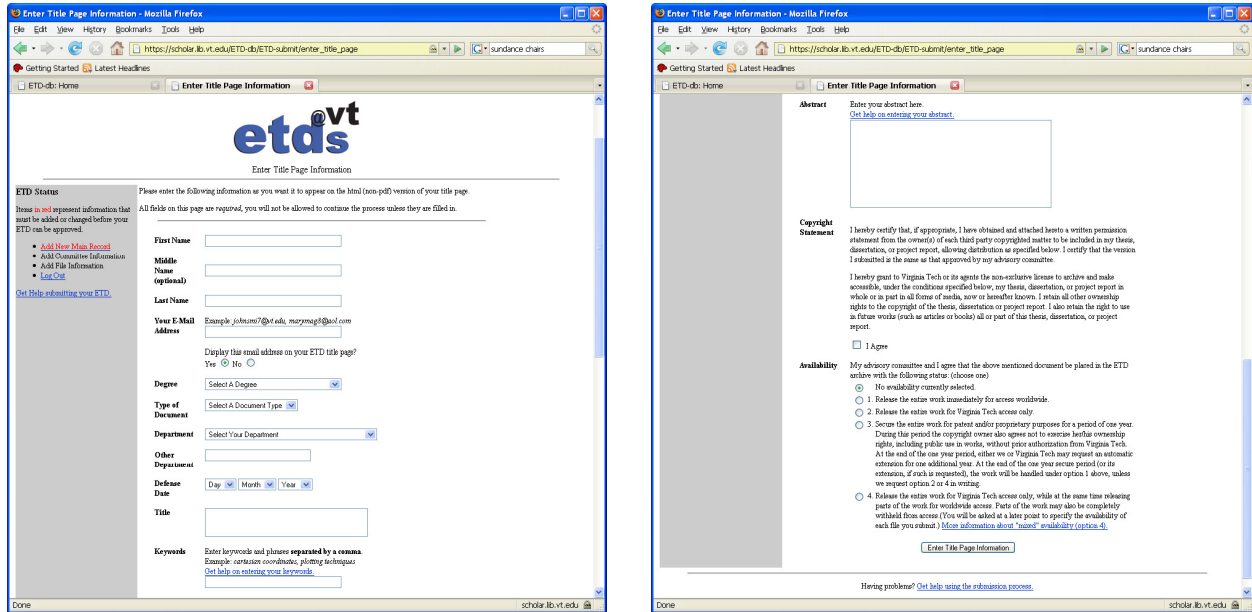 Enter Title Page Information - Mozilla Firefox
File Edit View History Bookmarks Tools Help
https://scholar.lib.vt.edu/ETD-db/ETD-submit/enter_title_page
sundance chairs
Getting Started Latest Headlines
ETD-db: Home
Enter Title Page Information
etds@vt
Enter Title Page Information
ETD Status
Items in red represent information that
must be added or changed before your
ETD can be approved.
Add New Main Record
Add Committee Information
Add File Information
Log Out
Get Help submitting your ETD.
Please enter the following information as you want it to appear on the html (non-pdf) version of your title page.
All fields on this page are required, you will not be allowed to continue the process unless they are filled in.
First Name
Middle
Name
(optional)
Last Name
Your E-Mail
Address
Example: johnsmi7@vt.edu, marymag8@aol.com
Display this email address on your ETD title page?
Yes No
Degree
Select A Degree
Type of
Document
Select A Document Type
Department
Select Your Department
Other
Department
Defense
Date
Day Month Year
Title
Keywords
Enter keywords and phrases separated by a comma.
Example: cartesian coordinates, plotting techniques
Get help on entering your keywords.
Done
scholar.lib.vt.edu
Enter Title Page Information - Mozilla Firefox
File Edit View History Bookmarks Tools Help
https://scholar.lib.vt.edu/ETD-db/ETD-submit/enter_title_page
sundance chairs
Getting Started Latest Headlines
ETD-db: Home
Enter Title Page Information
Abstract
Enter your abstract here.
Get help on entering your abstract.
Copyright
Statement
I hereby certify that, if appropriate, I have obtained and attached hereto a written permission
statement from the owner(s) of each third party copyrighted matter to be included in my thesis,
dissertation, or project report, allowing distribution as specified below. I certify that the version
I submitted is the same as that approved by my advisory committee.
I hereby grant to Virginia Tech or its agents the non-exclusive license to archive and make
accessible, under the conditions specified below, my thesis, dissertation, or project report in
whole or in part in all forms of media, now or hereafter known. I retain all other ownership
rights to the copyright of the thesis, dissertation or project report. I also retain the right to use
in future works (such as articles or books) all or part of this thesis, dissertation, or project
report.
I Agree
Availability
My advisory committee and I agree that the above mentioned document be placed in the ETD
archive with the following status: (choose one)
No availability currently selected.
1. Release the entire work immediately for access worldwide.
2. Release the entire work for Virginia Tech access only.
3. Secure the entire work for patent and/or proprietary purposes for a period of one year.
During this period the copyright owner also agrees not to exercise her/his ownership
rights, including public use in works, without prior authorization from Virginia Tech.
At the end of the one year period, either we or Virginia Tech may request an automatic
extension for one additional year. At the end of the one year secure period (or its
extension, if such is requested), the work will be handled under option 1 above, unless
we request option 2 or 4 in writing.
4. Release the entire work for Virginia Tech access only, while at the same time releasing
parts of the work for worldwide access. Parts of the work may also be completely
withheld from access.(You will be asked at a later point to specify the availability of
each file you submit.) More information about "mixed" availability (option 4).
Enter Title Page Information
Having problems? Get help using the submission process.
Done
scholar.lib.vt.edu